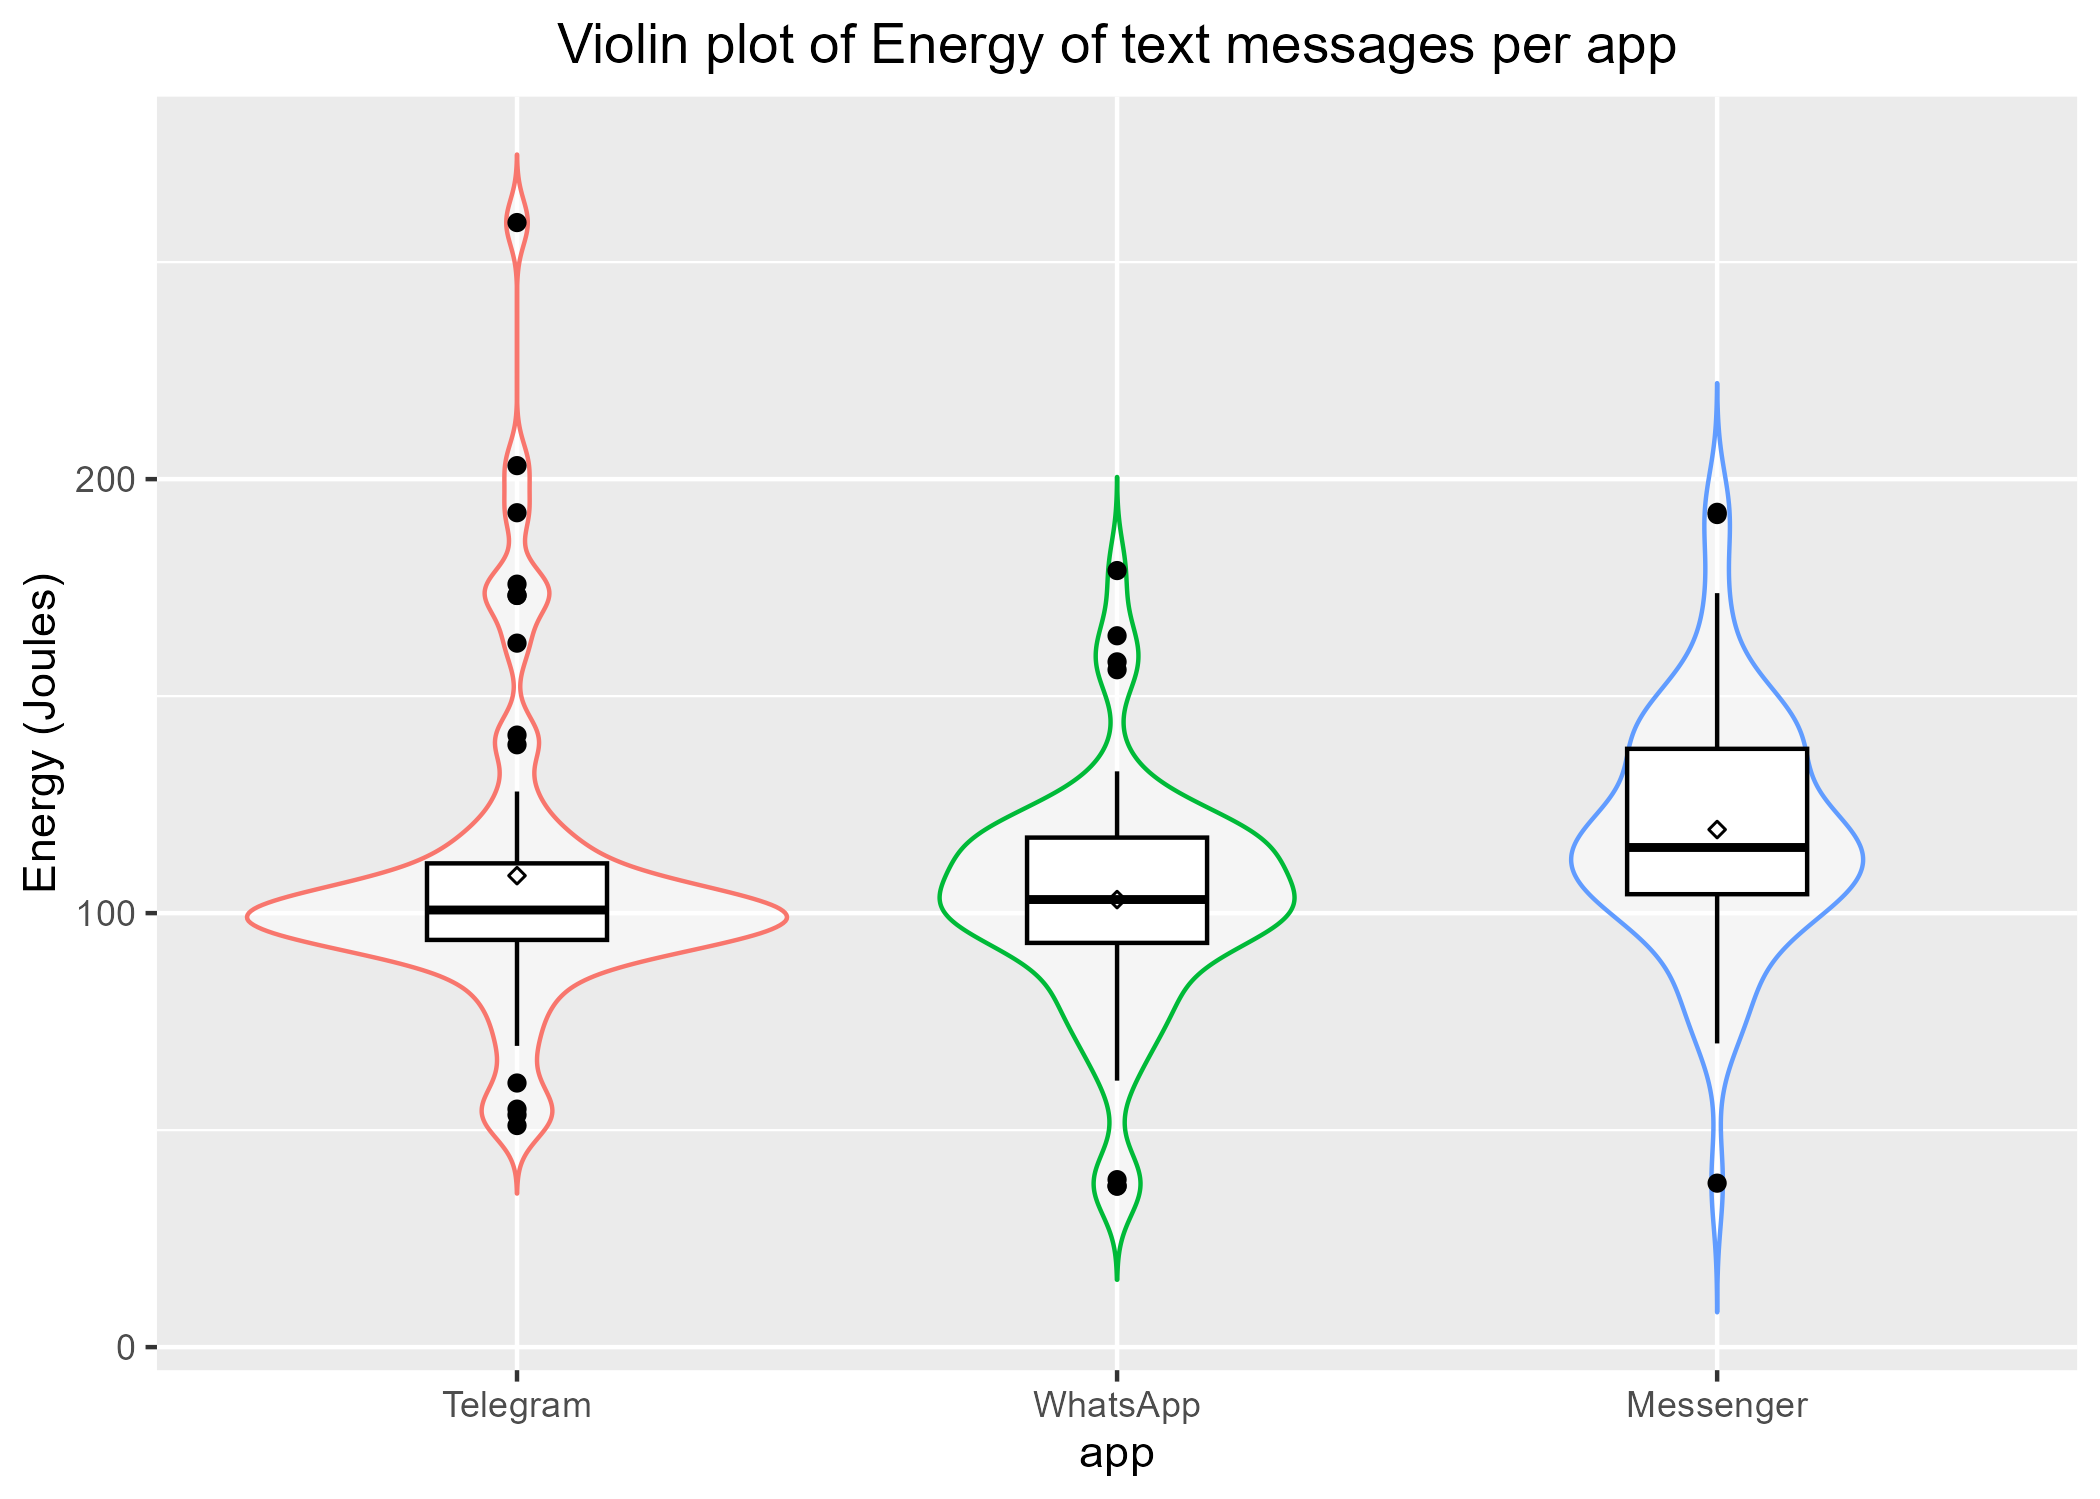 Violin plot of Energy of text messages per app
Energy (Joules)
200
100
0
Telegram WhatsApp Messenger
app